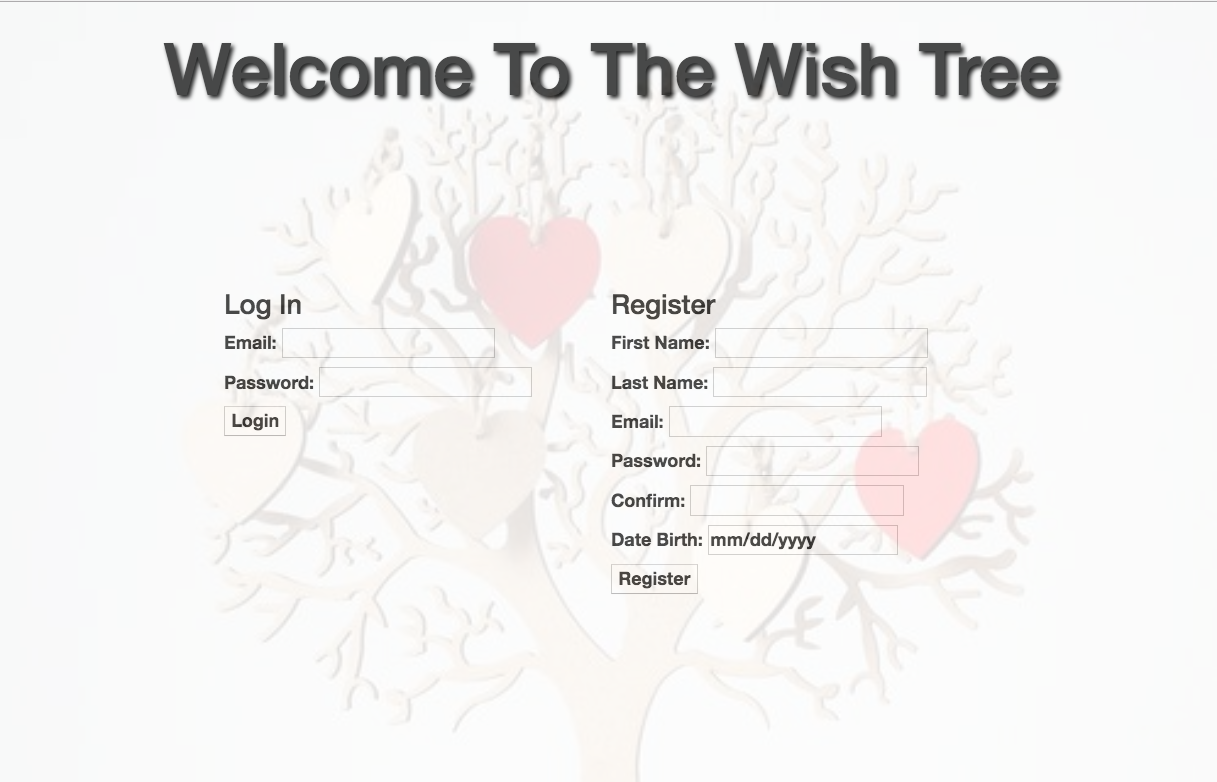 Welcome To The Wish Tree
Log In
Email:
Password:
Login
Register
First Name:
Last Name:
Email:
Password:
Confirm:
Date Birth: mm/dd/yyyy
Register